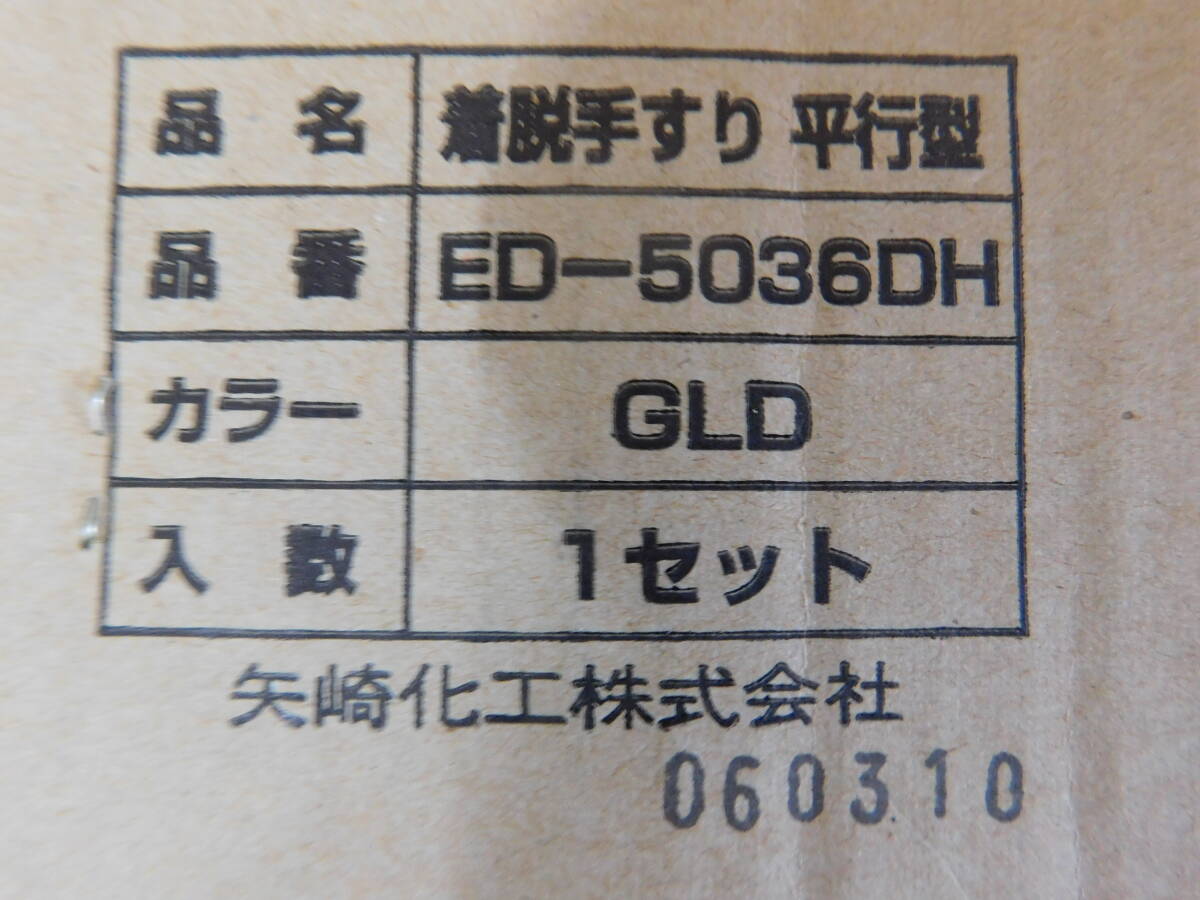 品 名 着脱手すり 平行型
品 番 ED-5036DH
カラー GLD
入 数 1セット
矢崎化工株式会社
060310